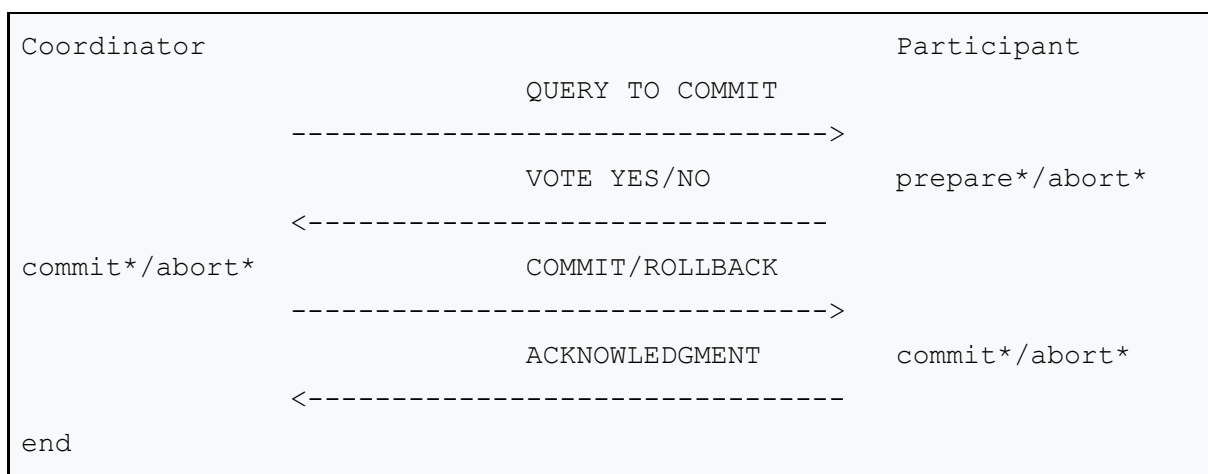 Coordinator Participant
QUERY TO COMMIT
-------------------------------->
VOTE YES/NO prepare*/abort*
<-------------------------------
commit*/abort* COMMIT/ROLLBACK
-------------------------------->
ACKNOWLEDGMENT commit*/abort*
<--------------------------------
end